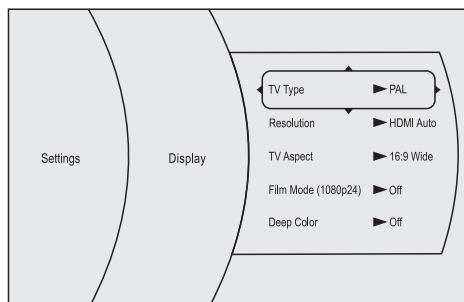 Settings
Display
TV Type ▶ PAL
Resolution ▶ HDMI Auto
TV Aspect ▶ 16:9 Wide
Film Mode (1080p24) ▶ Off
Deep Color ▶ Off